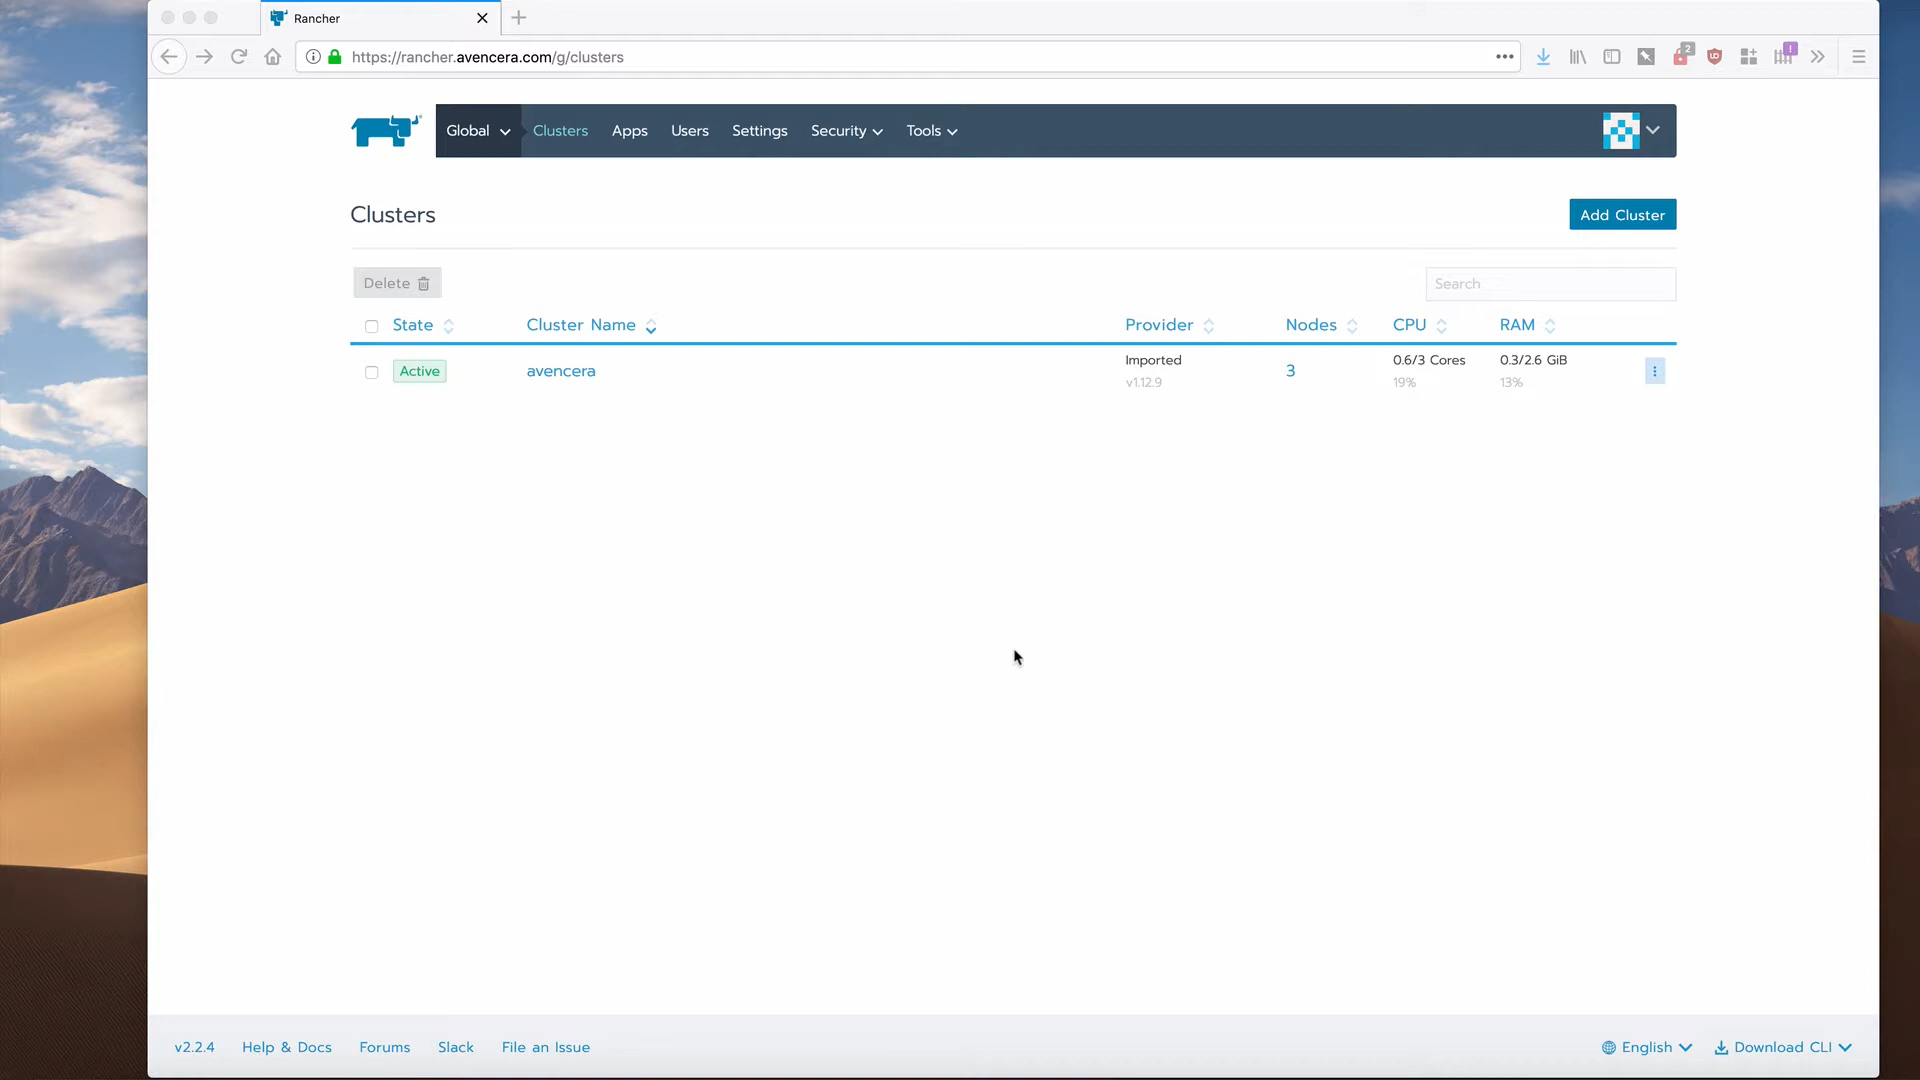 Rancher
https://rancher.avencera.com/g/clusters
2
!
Global Clusters Apps Users Settings Security Tools
Clusters
Add Cluster
Delete
Search
State Cluster Name Provider Nodes CPU RAM
Active avencera Imported 3 0.6/3 Cores 0.3/2.6 GiB
v1.12.9 19% 13%
v2.2.4 Help & Docs Forums Slack File an Issue English Download CLI